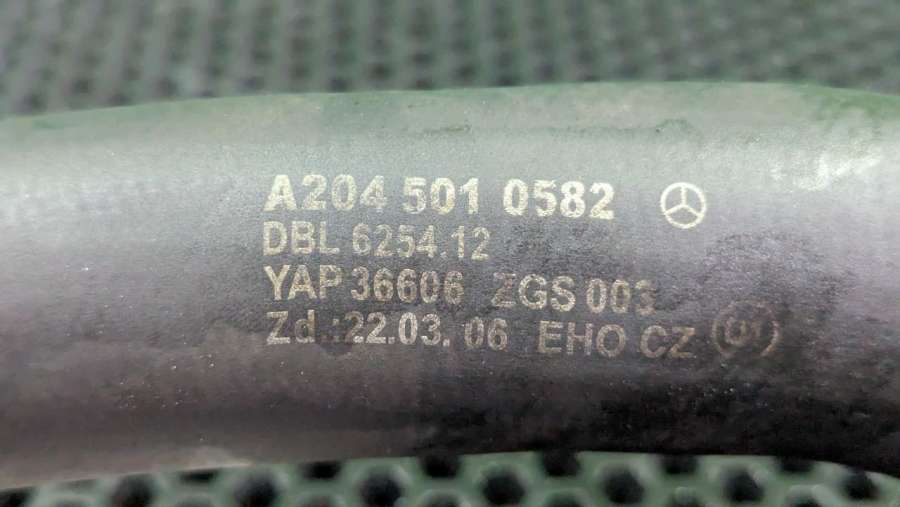 A204 501 0582
DBL 6254.12
YAP 36606 ZGS 003
Zd.:22.03.06 EHO CZ